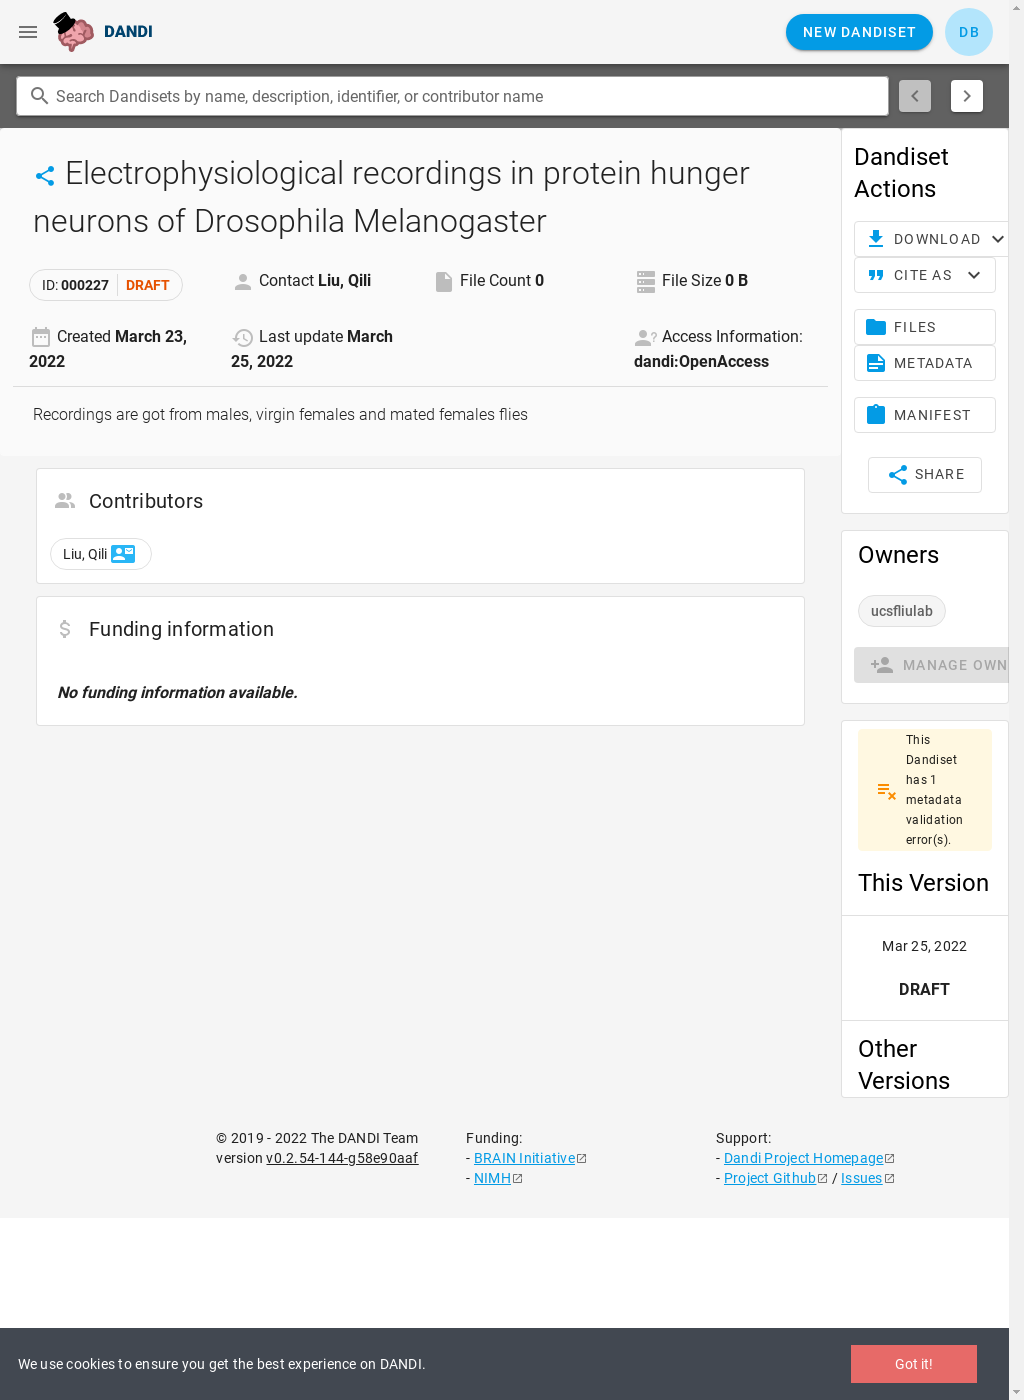 DANDI
NEW DANDISET
DB
Search Dandisets by name, description, identifier, or contributor name
Electrophysiological recordings in protein hunger
neurons of Drosophila Melanogaster
ID: 000227 DRAFT
Contact Liu, Qili
File Count 0
File Size 0 B
Created March 23,
2022
Last update March
25, 2022
Access Information:
dandi:OpenAccess
Recordings are got from males, virgin females and mated females flies
Contributors
Liu, Qili
Funding information
No funding information available.
Dandiset
Actions
DOWNLOAD
CITE AS
FILES
METADATA
MANIFEST
SHARE
Owners
ucsfliulab
MANAGE OWN
This
Dandiset
has 1
metadata
validation
error(s).
This Version
Mar 25, 2022
DRAFT
Other
Versions
© 2019 - 2022 The DANDI Team
version v0.2.54-144-g58e90aaf
Funding:
- BRAIN Initiative
- NIMH
Support:
- Dandi Project Homepage
- Project Github / Issues
We use cookies to ensure you get the best experience on DANDI.
Got it!